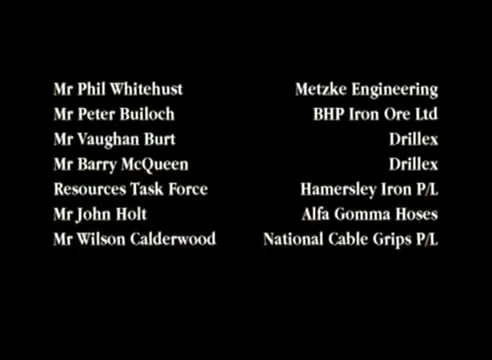 Mr Phil Whitehust Metzke Engineering
Mr Peter Builoch BHP Iron Ore Ltd
Mr Vaughan Burt Drillex
Mr Barry McQueen Drillex
Resources Task Force Hamersley Iron P/L
Mr John Holt Alfa Gomma Hoses
Mr Wilson Calderwood National Cable Grips P/L